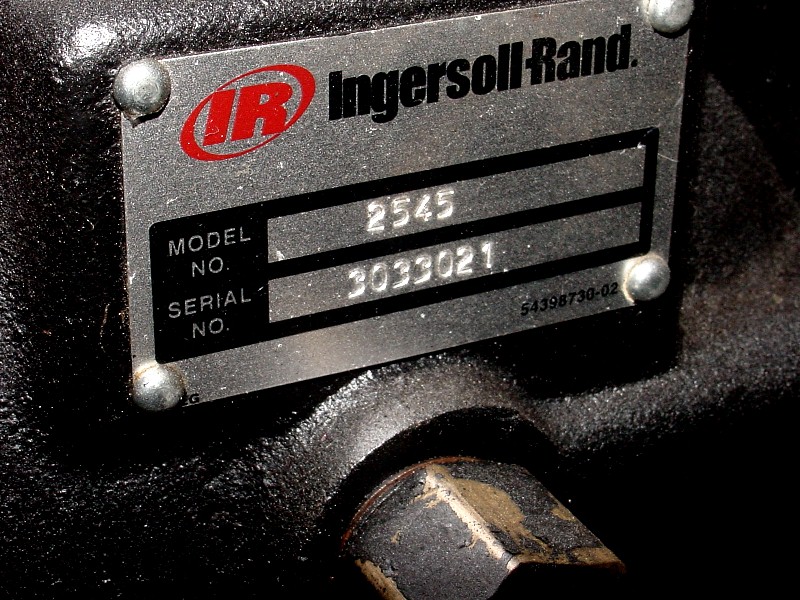 IR Ingersoll-Rand.
MODEL NO. 2545
SERIAL NO. 3033021
54398730-02